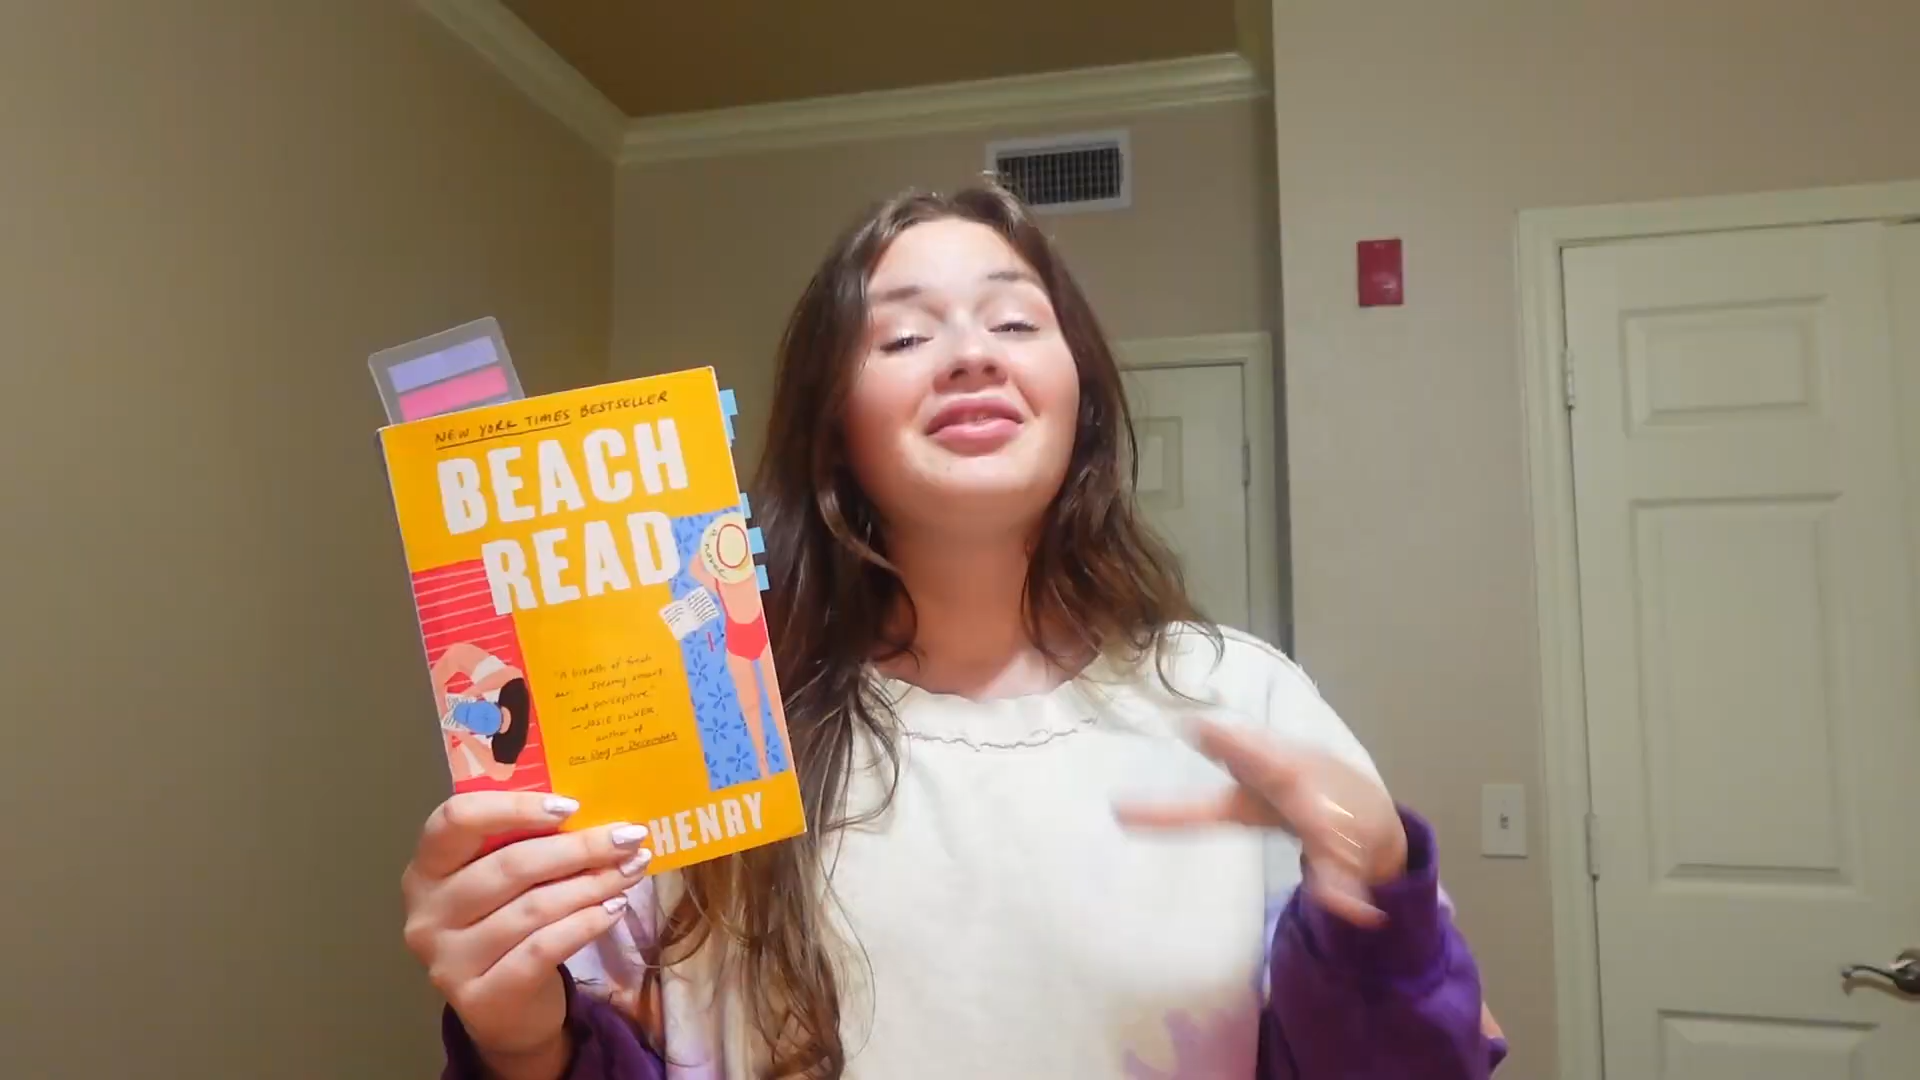 NEW YORK TIMES BESTSELLER
BEACH
READ
a novel
"A breath of fresh
air. Steamy, smart,
and perceptive."
— JOSIE SILVER,
author of
One Day in December
HENRY